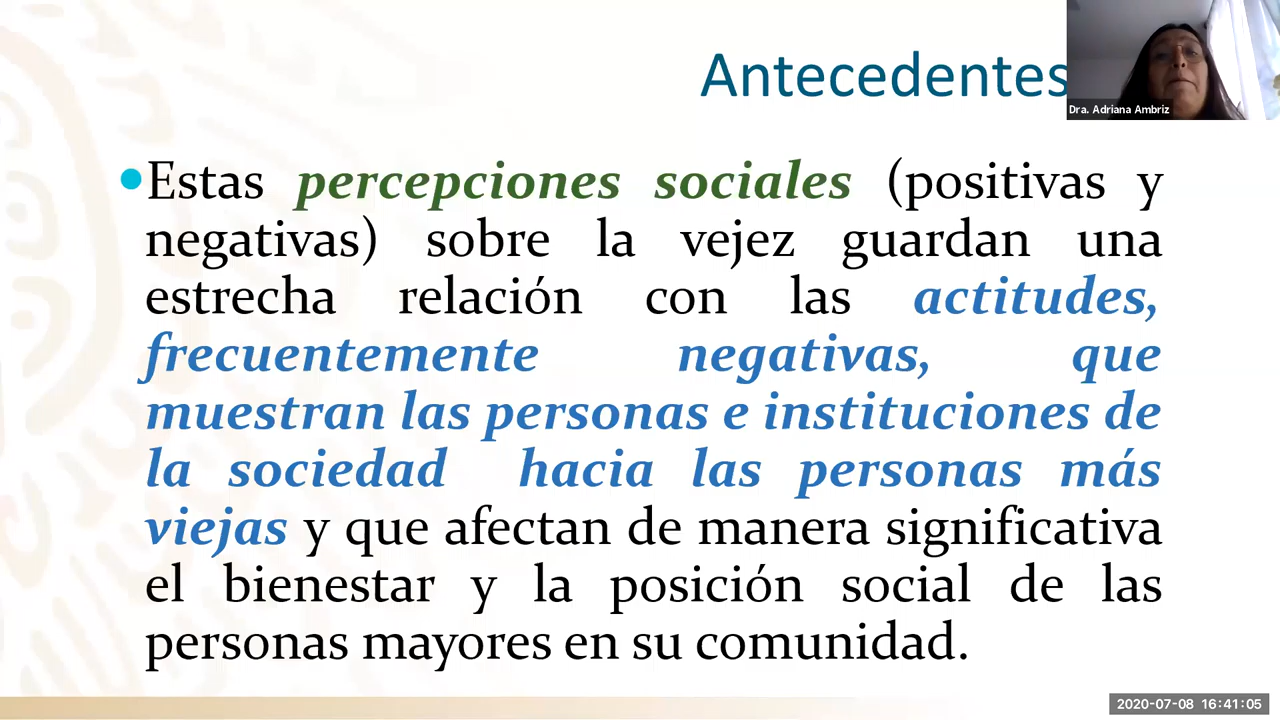 Antecedentes
Dra. Adriana Ambriz
•Estas percepciones sociales (positivas y
negativas) sobre la vejez guardan una
estrecha relación con las actitudes,
frecuentemente negativas, que
muestran las personas e instituciones de
la sociedad hacia las personas más
viejas y que afectan de manera significativa
el bienestar y la posición social de las
personas mayores en su comunidad.
2020-07-08 16:41:05